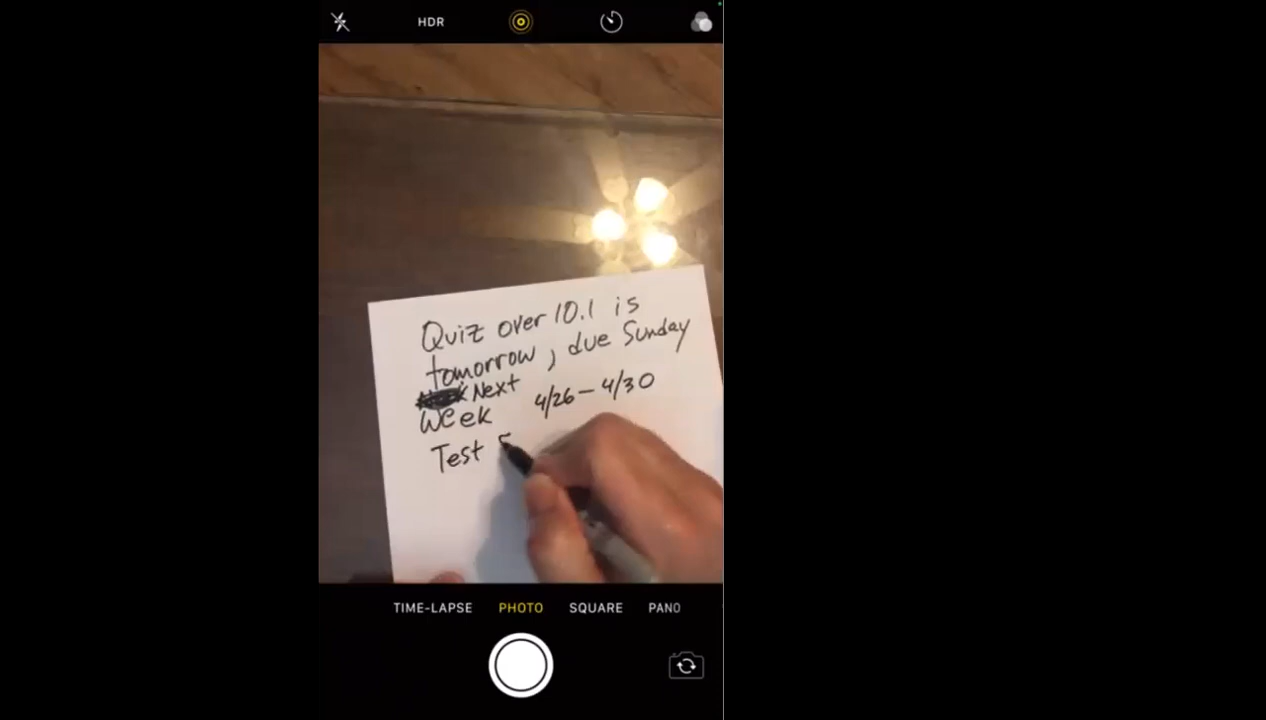 HDR
Quiz over 10.1 is
tomorrow, due Sunday
Next
Week 4/26 - 4/30
Test 5
TIME-LAPSE PHOTO SQUARE PANO